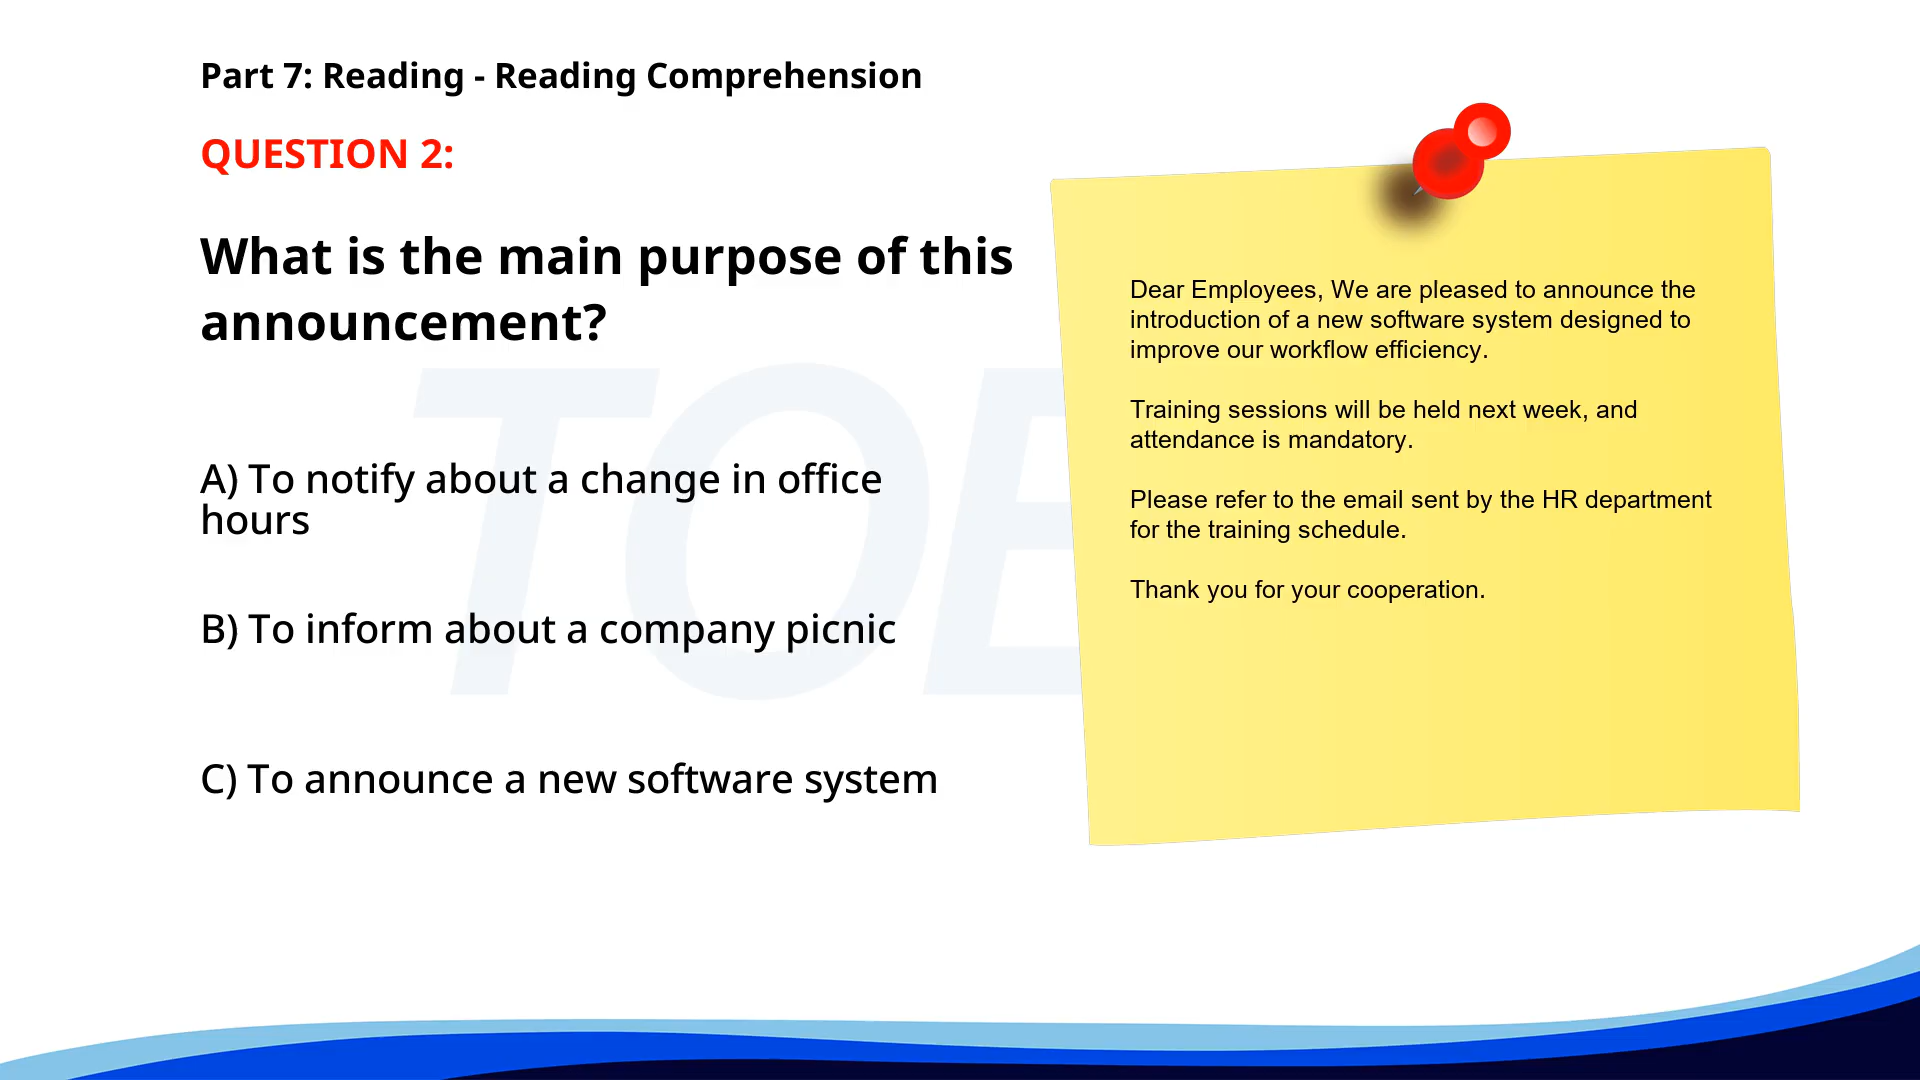 Part 7: Reading - Reading Comprehension
QUESTION 2:
What is the main purpose of this
announcement?
A) To notify about a change in office
hours
B) To inform about a company picnic
C) To announce a new software system
Dear Employees, We are pleased to announce the
introduction of a new software system designed to
improve our workflow efficiency.
Training sessions will be held next week, and
attendance is mandatory.
Please refer to the email sent by the HR department
for the training schedule.
Thank you for your cooperation.
TOE